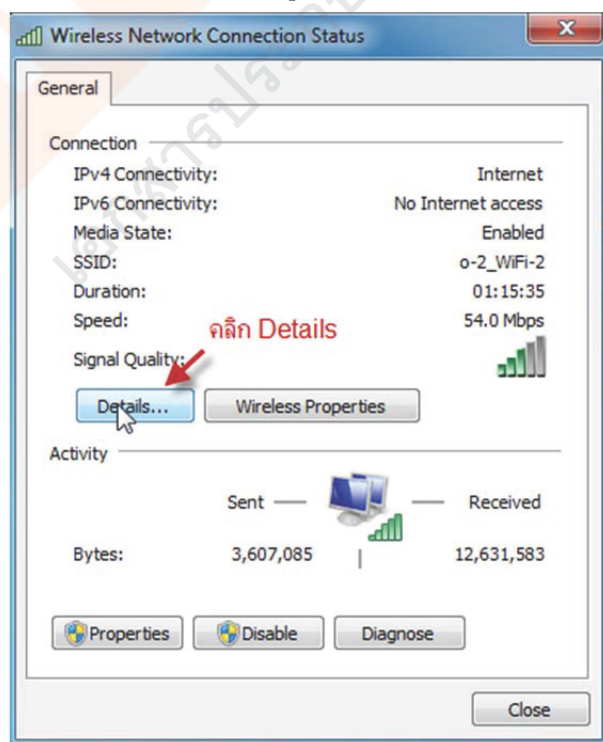 Wireless Network Connection Status
General
Connection
IPv4 Connectivity: Internet
IPv6 Connectivity: No Internet access
Media State: Enabled
SSID: o-2_WiFi-2
Duration: 01:15:35
Speed: 54.0 Mbps
คลิก Details
Signal Quality:
Details... Wireless Properties
Activity
Sent Received
Bytes: 3,607,085 12,631,583
Properties Disable Diagnose
Close